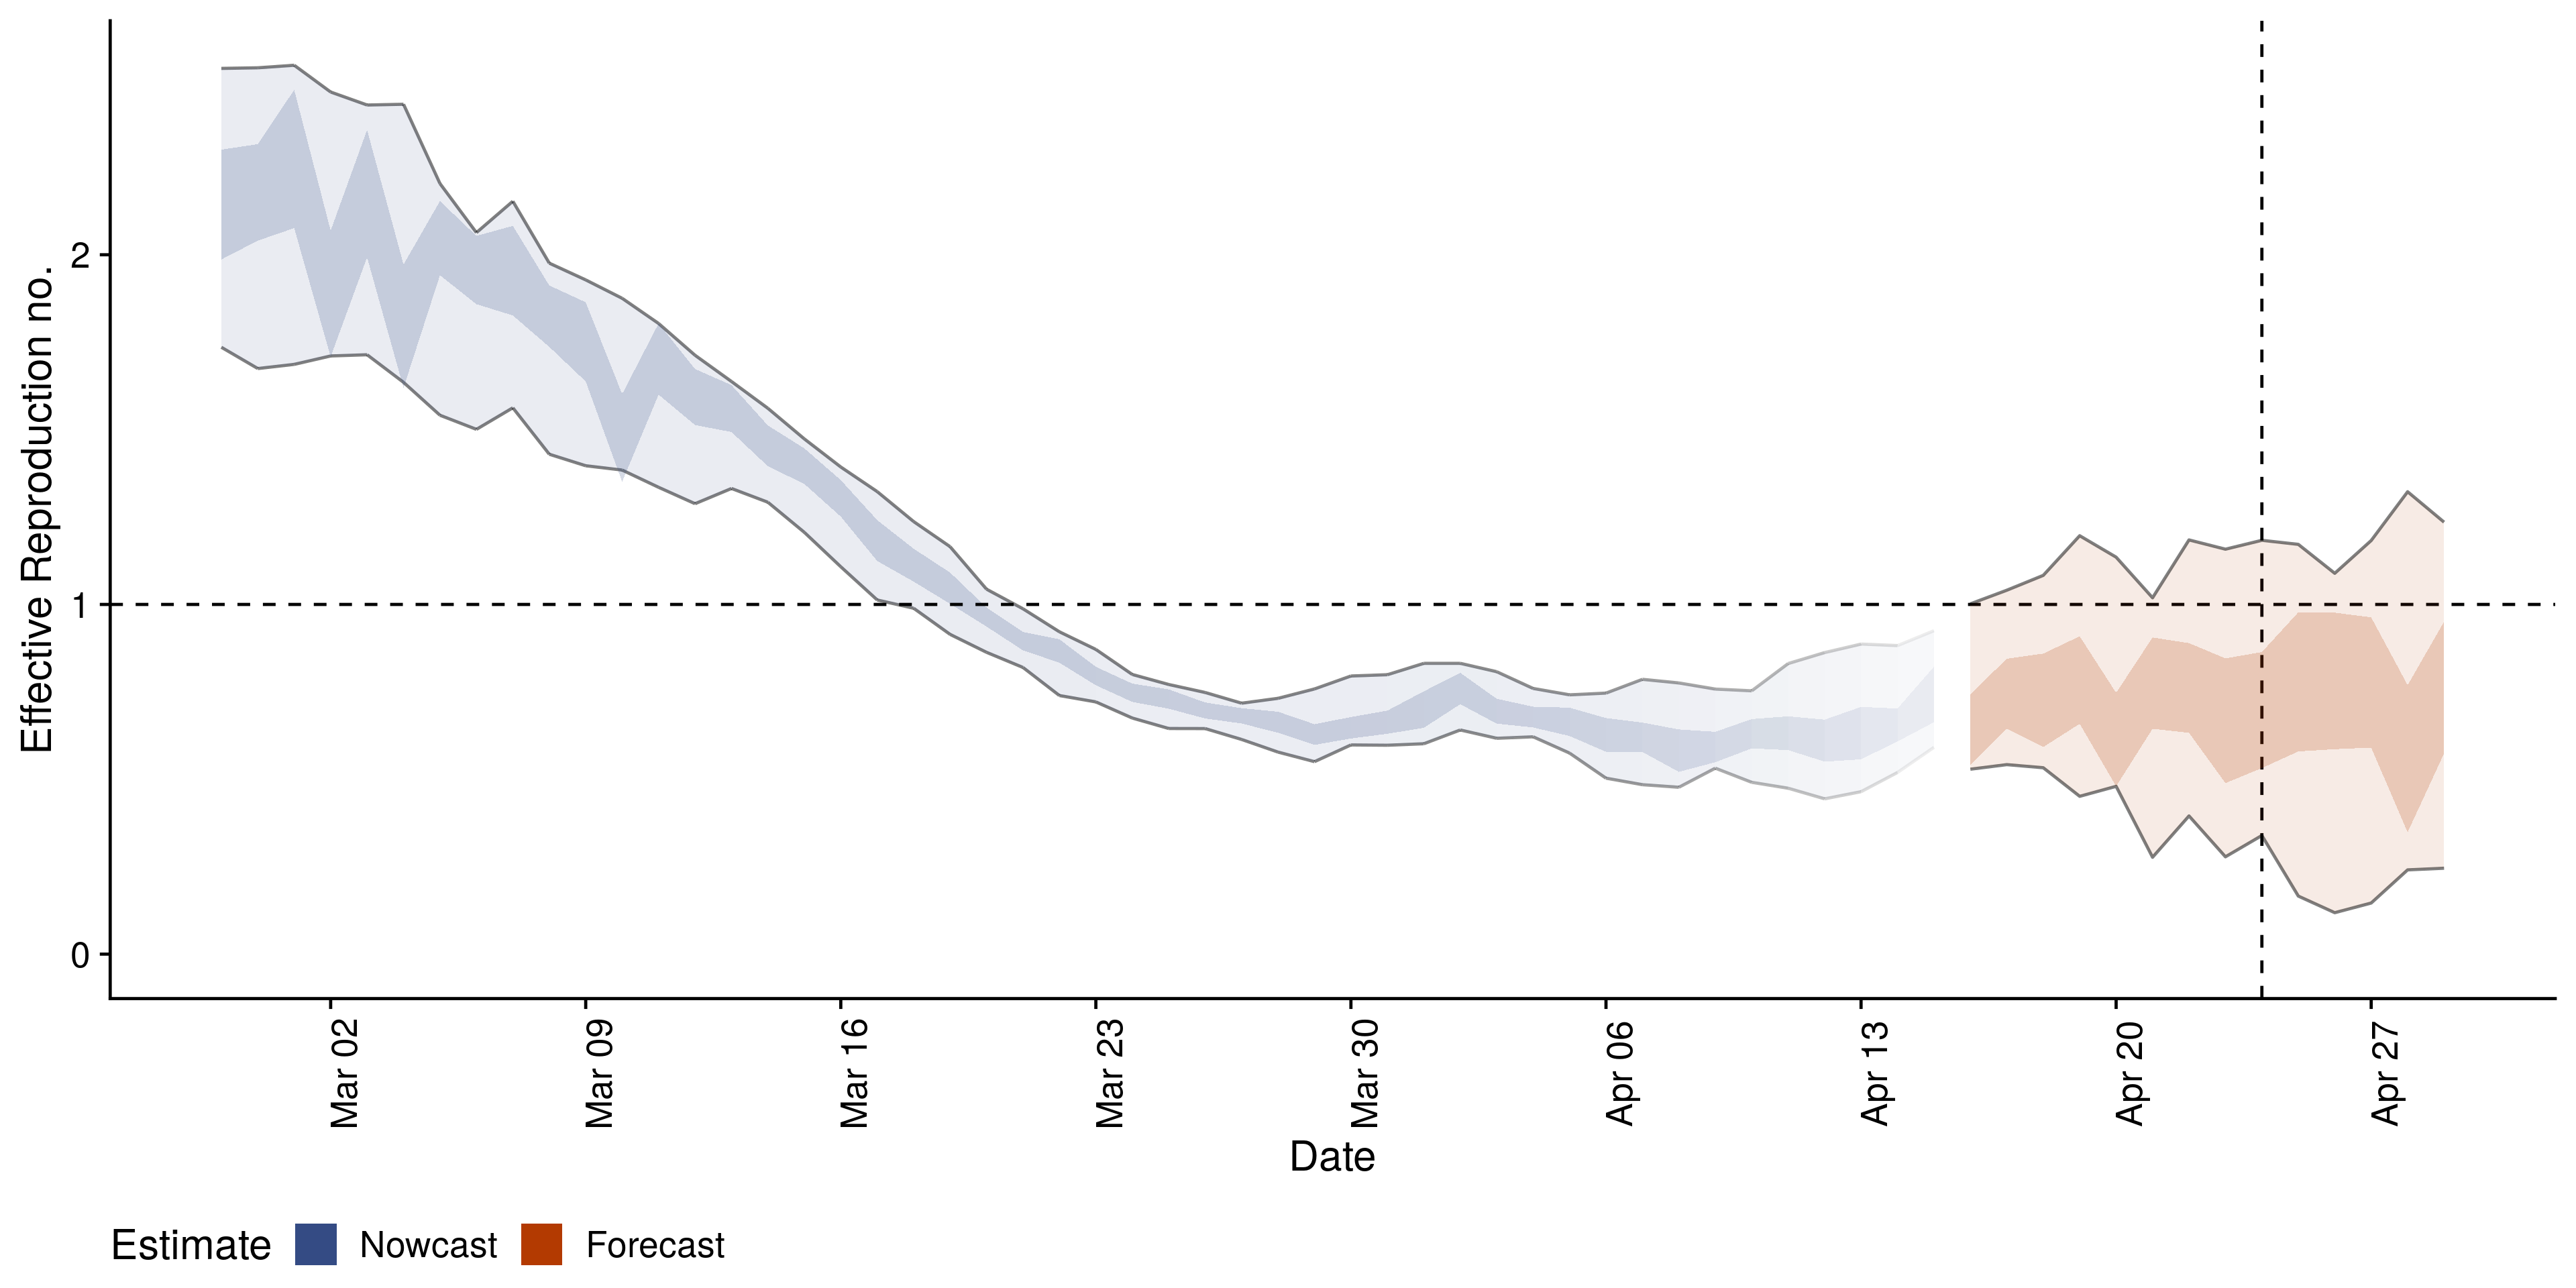 Effective Reproduction no.
2
1
0
Mar 02
Mar 09
Mar 16
Mar 23
Mar 30
Apr 06
Apr 13
Apr 20
Apr 27
Date
Estimate Nowcast Forecast